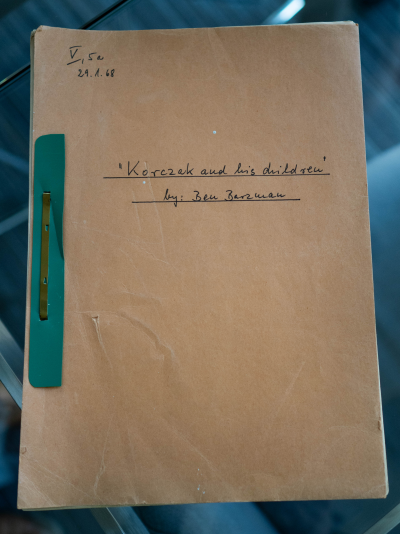 V, 5a
29.1.68
"Korczak and his children"
by: Ben Barzman